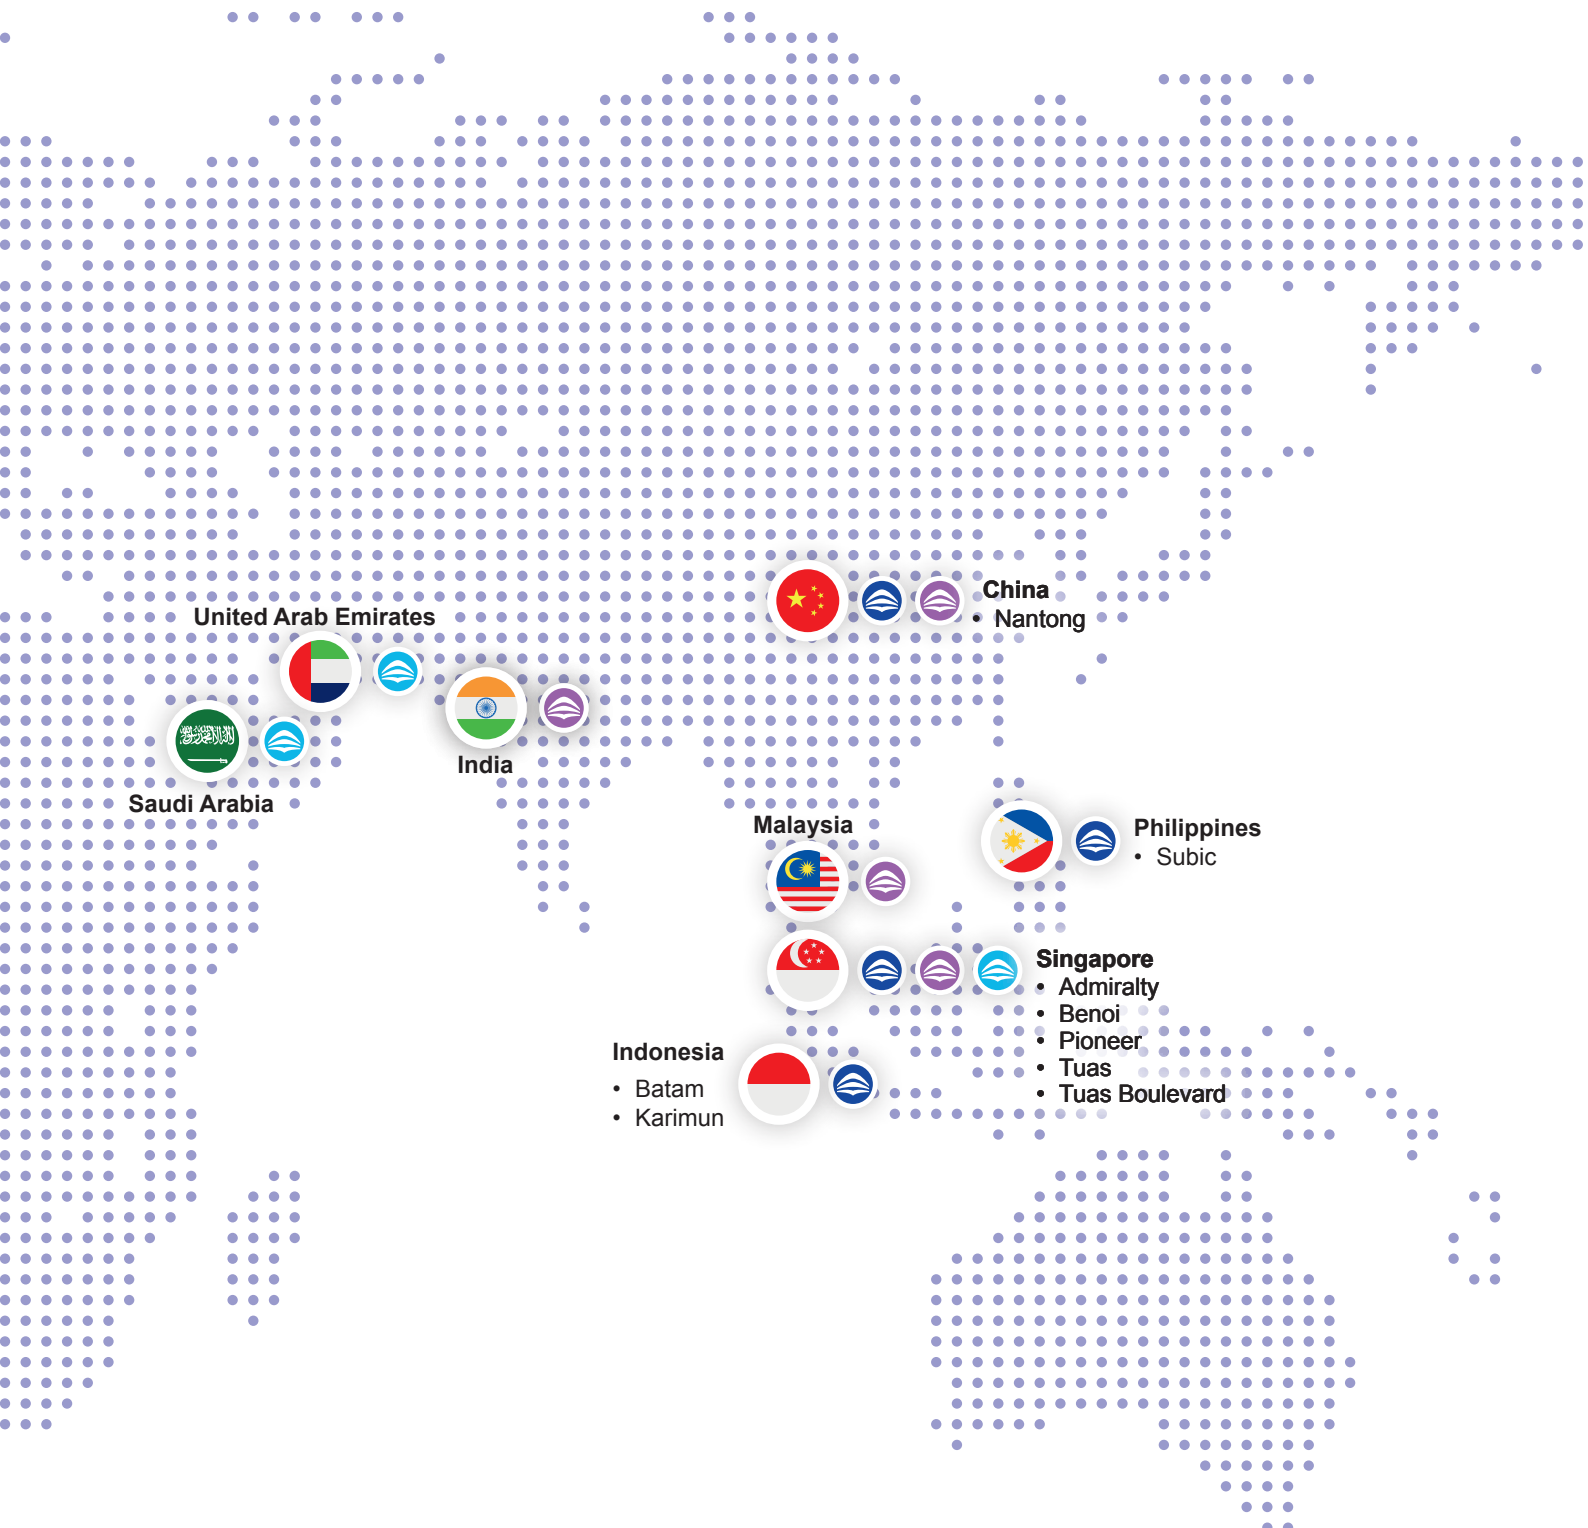 China
• Nantong
United Arab Emirates
India
Saudi Arabia
Malaysia
Philippines
• Subic
Singapore
• Admiralty
• Benoi
• Pioneer
• Tuas
• Tuas Boulevard
Indonesia
• Batam
• Karimun